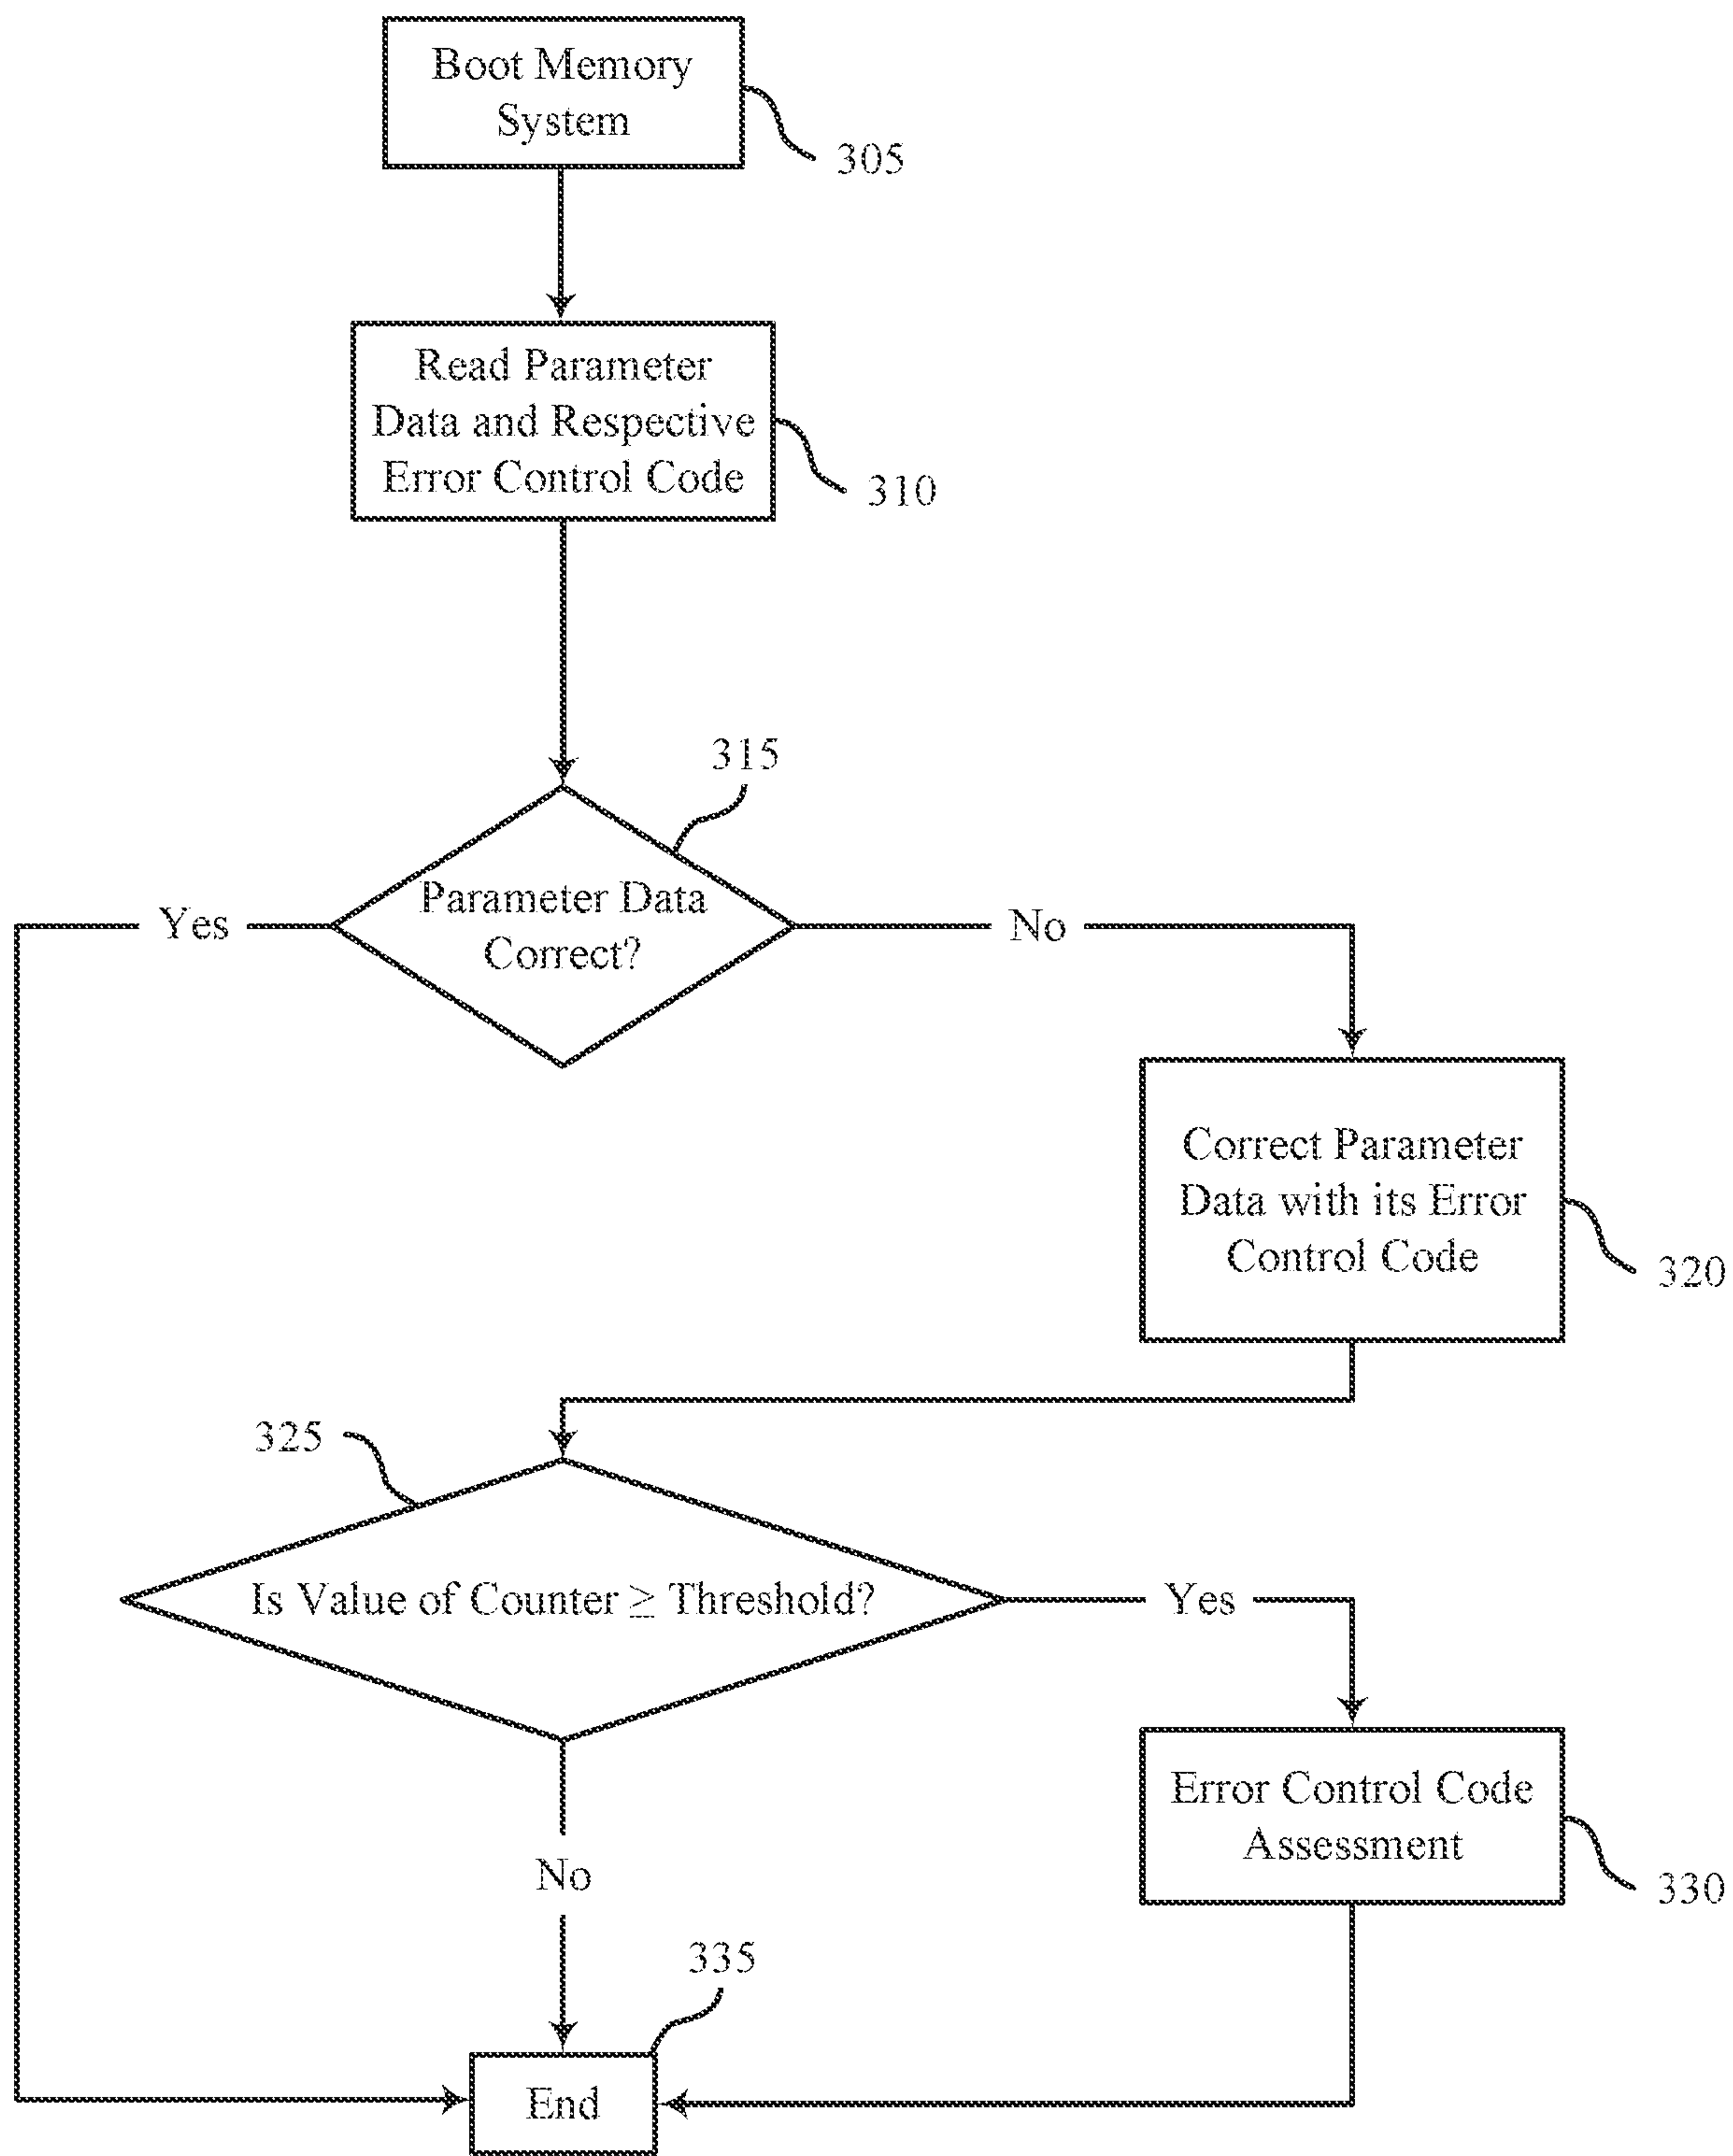 Boot Memory
System
305
Read Parameter
Data and Respective
Error Control Code
310
315
Parameter Data
Correct?
Yes
No
Correct Parameter
Data with its Error
Control Code
320
325
Is Value of Counter ≥ Threshold?
Yes
No
Error Control Code
Assessment
330
335
End